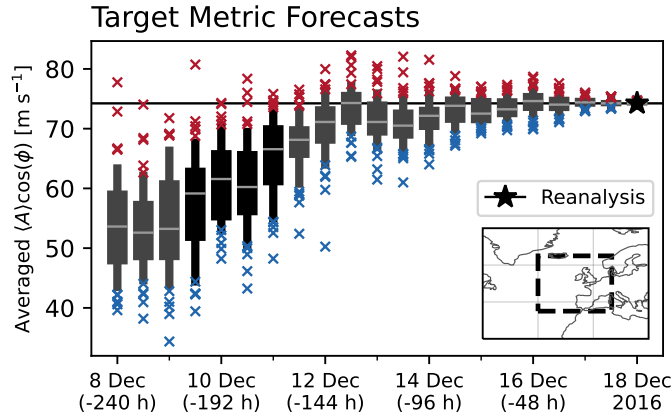 Target Metric Forecasts
Averaged ⟨A⟩cos(ϕ) [m s⁻¹]
80
70
60
50
40
Reanalysis
8 Dec 10 Dec 12 Dec 14 Dec 16 Dec 18 Dec
(-240 h) (-192 h) (-144 h) (-96 h) (-48 h) 2016